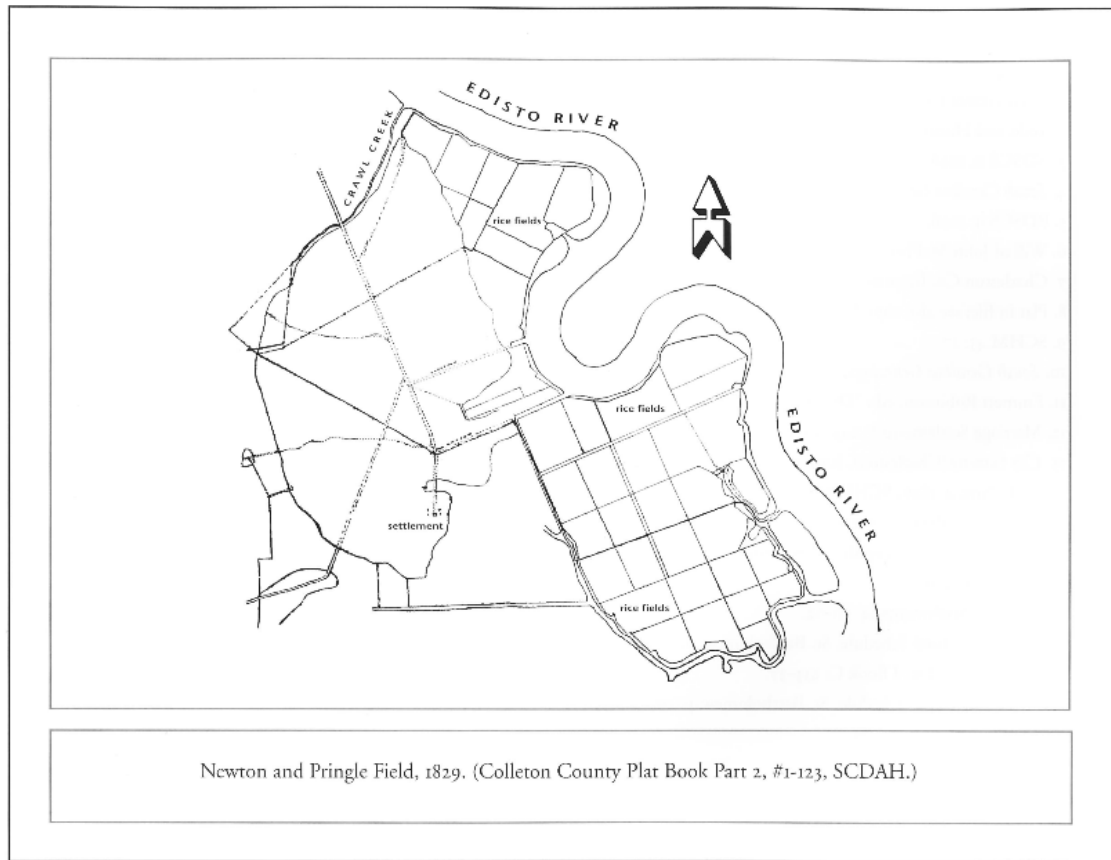 EDISTO RIVER
CRAWL CREEK
rice fields
rice fields
EDISTO RIVER
settlement
rice fields
Newton and Pringle Field, 1829. (Colleton County Plat Book Part 2, #1-123, SCDAH.)